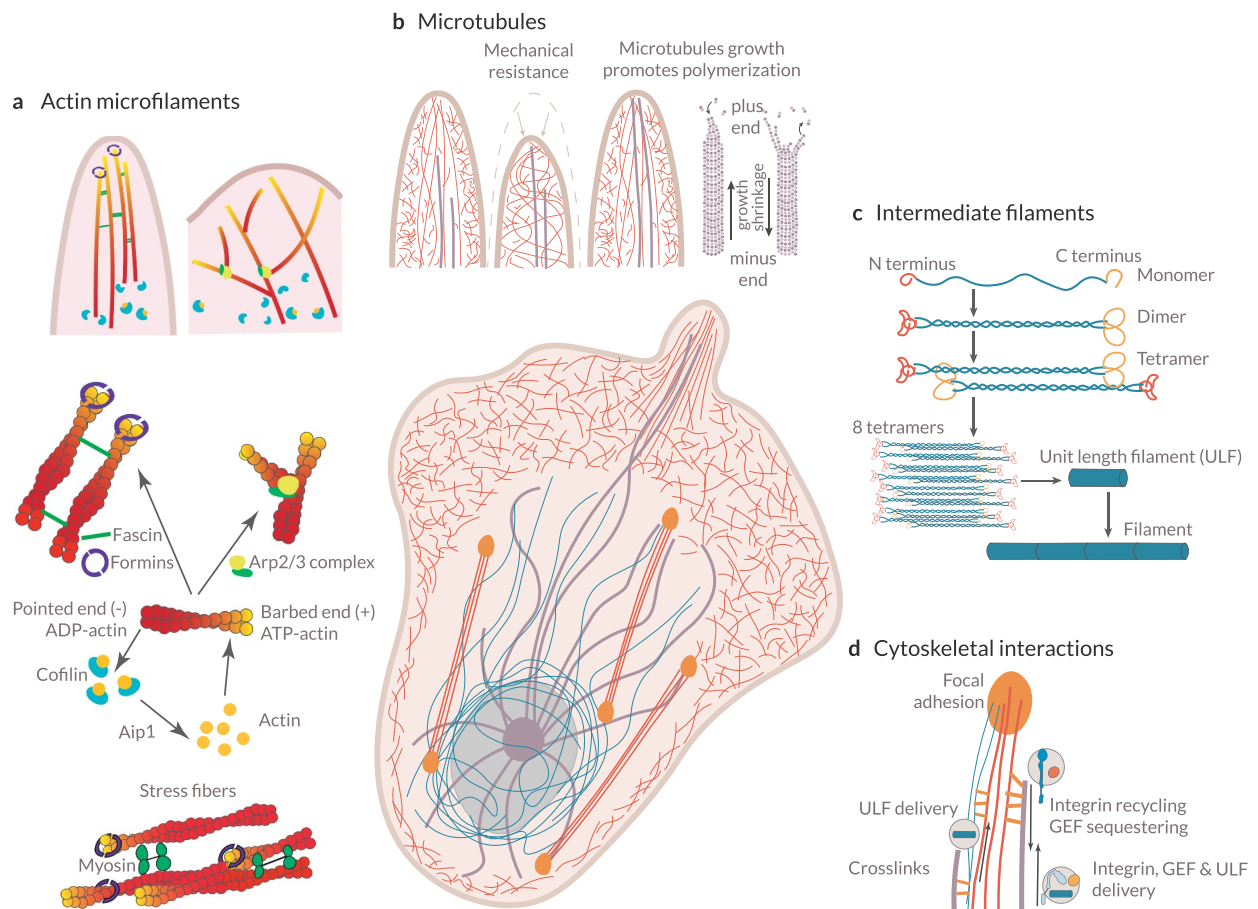 a Actin microfilaments
Fascin
Formins
Arp2/3 complex
Pointed end (-)
ADP-actin
Barbed end (+)
ATP-actin
Cofilin
Aip1
Actin
Stress fibers
Myosin
b Microtubules
Mechanical
resistance
Microtubules growth
promotes polymerization
plus
end
growth
shrinkage
minus
end
c Intermediate filaments
N terminus
C terminus
Monomer
Dimer
Tetramer
8 tetramers
Unit length filament (ULF)
Filament
d Cytoskeletal interactions
Focal
adhesion
ULF delivery
Integrin recycling
GEF sequestering
Crosslinks
Integrin, GEF & ULF
delivery